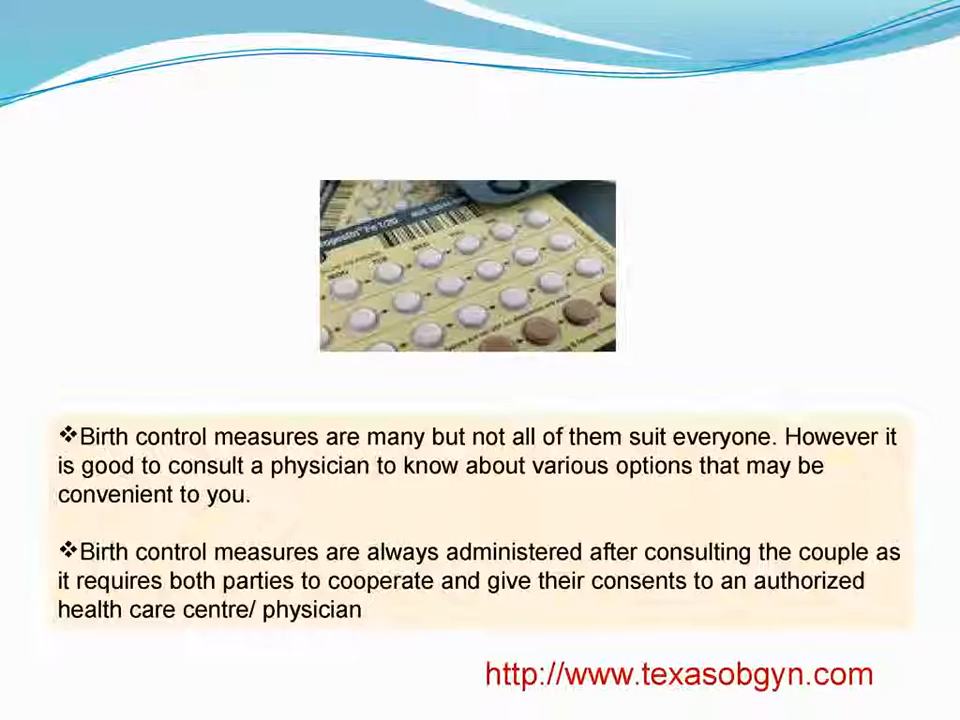 ❖Birth control measures are many but not all of them suit everyone. However it
is good to consult a physician to know about various options that may be
convenient to you.
❖Birth control measures are always administered after consulting the couple as
it requires both parties to cooperate and give their consents to an authorized
health care centre/ physician
http://www.texasobgyn.com